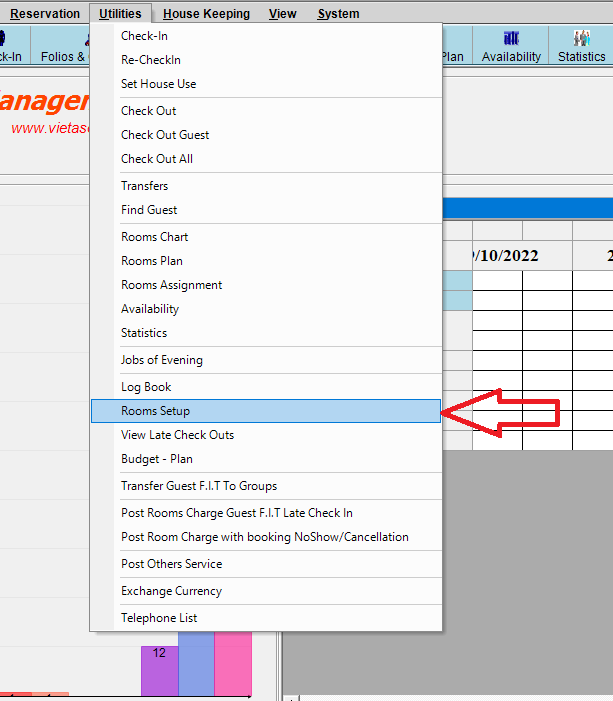 Reservation Utilities House Keeping View System
Check-In
Re-CheckIn
Set House Use
Check Out
Check Out Guest
Check Out All
Transfers
Find Guest
Rooms Chart
Rooms Plan
Rooms Assignment
Availability
Statistics
Jobs of Evening
Log Book
Rooms Setup
View Late Check Outs
Budget - Plan
Transfer Guest F.I.T To Groups
Post Rooms Charge Guest F.I.T Late Check In
Post Room Charge with booking NoShow/Cancellation
Post Others Service
Exchange Currency
Telephone List
k-In Folios & Plan Availability Statistics
anager
www.vietas
/10/2022 2
12